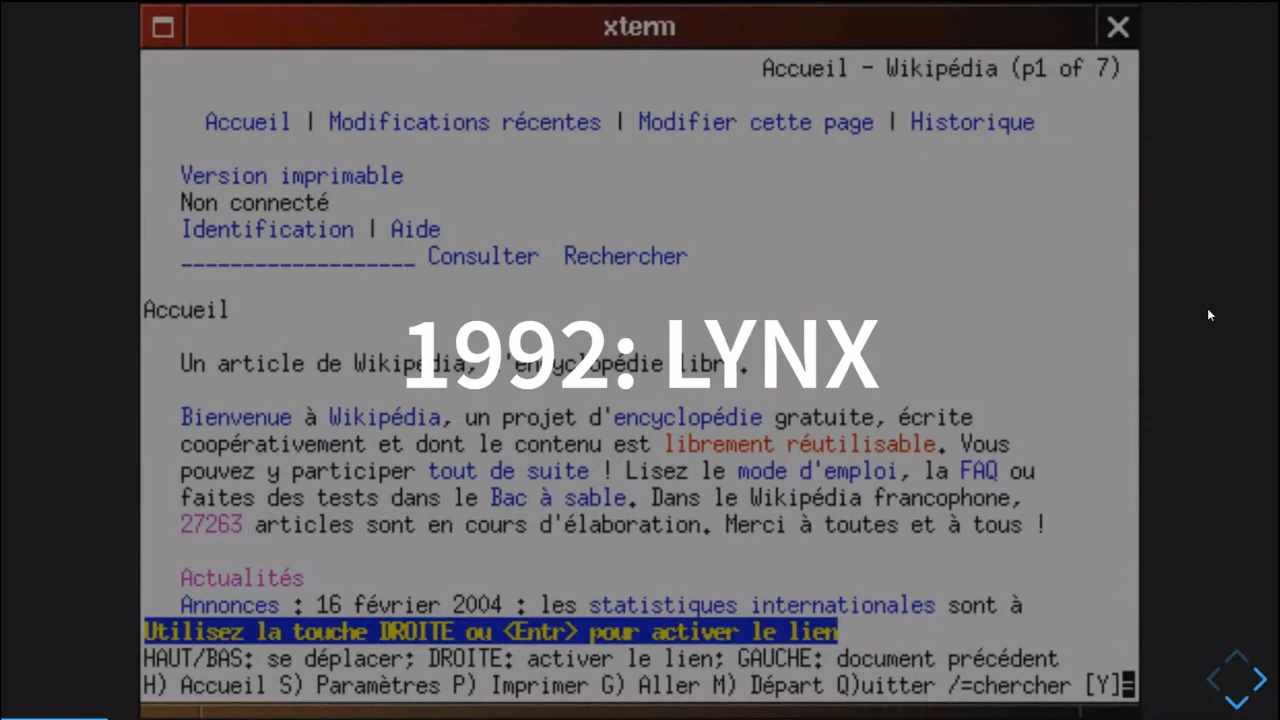 xterm
Accueil - Wikipédia (p1 of 7)
Accueil | Modifications récentes | Modifier cette page | Historique
Version imprimable
Non connecté
Identification | Aide
___________________ Consulter Rechercher
Accueil
1992: LYNX
Un article de Wikipédia, l'encyclopédie libre.
Bienvenue à Wikipédia, un projet d'encyclopédie gratuite, écrite
coopérativement et dont le contenu est librement réutilisable. Vous
pouvez y participer tout de suite ! Lisez le mode d'emploi, la FAQ ou
faites des tests dans le Bac à sable. Dans le Wikipédia francophone,
27263 articles sont en cours d'élaboration. Merci à toutes et à tous !
Actualités
Annonces : 16 février 2004 : les statistiques internationales sont à
Utilisez la touche DROITE ou <Entr> pour activer le lien
HAUT/BAS: se déplacer; DROITE: activer le lien; GAUCHE: document précédent
H) Accueil S) Paramètres P) Imprimer G) Aller M) Départ Q)uitter /=chercher [Y]